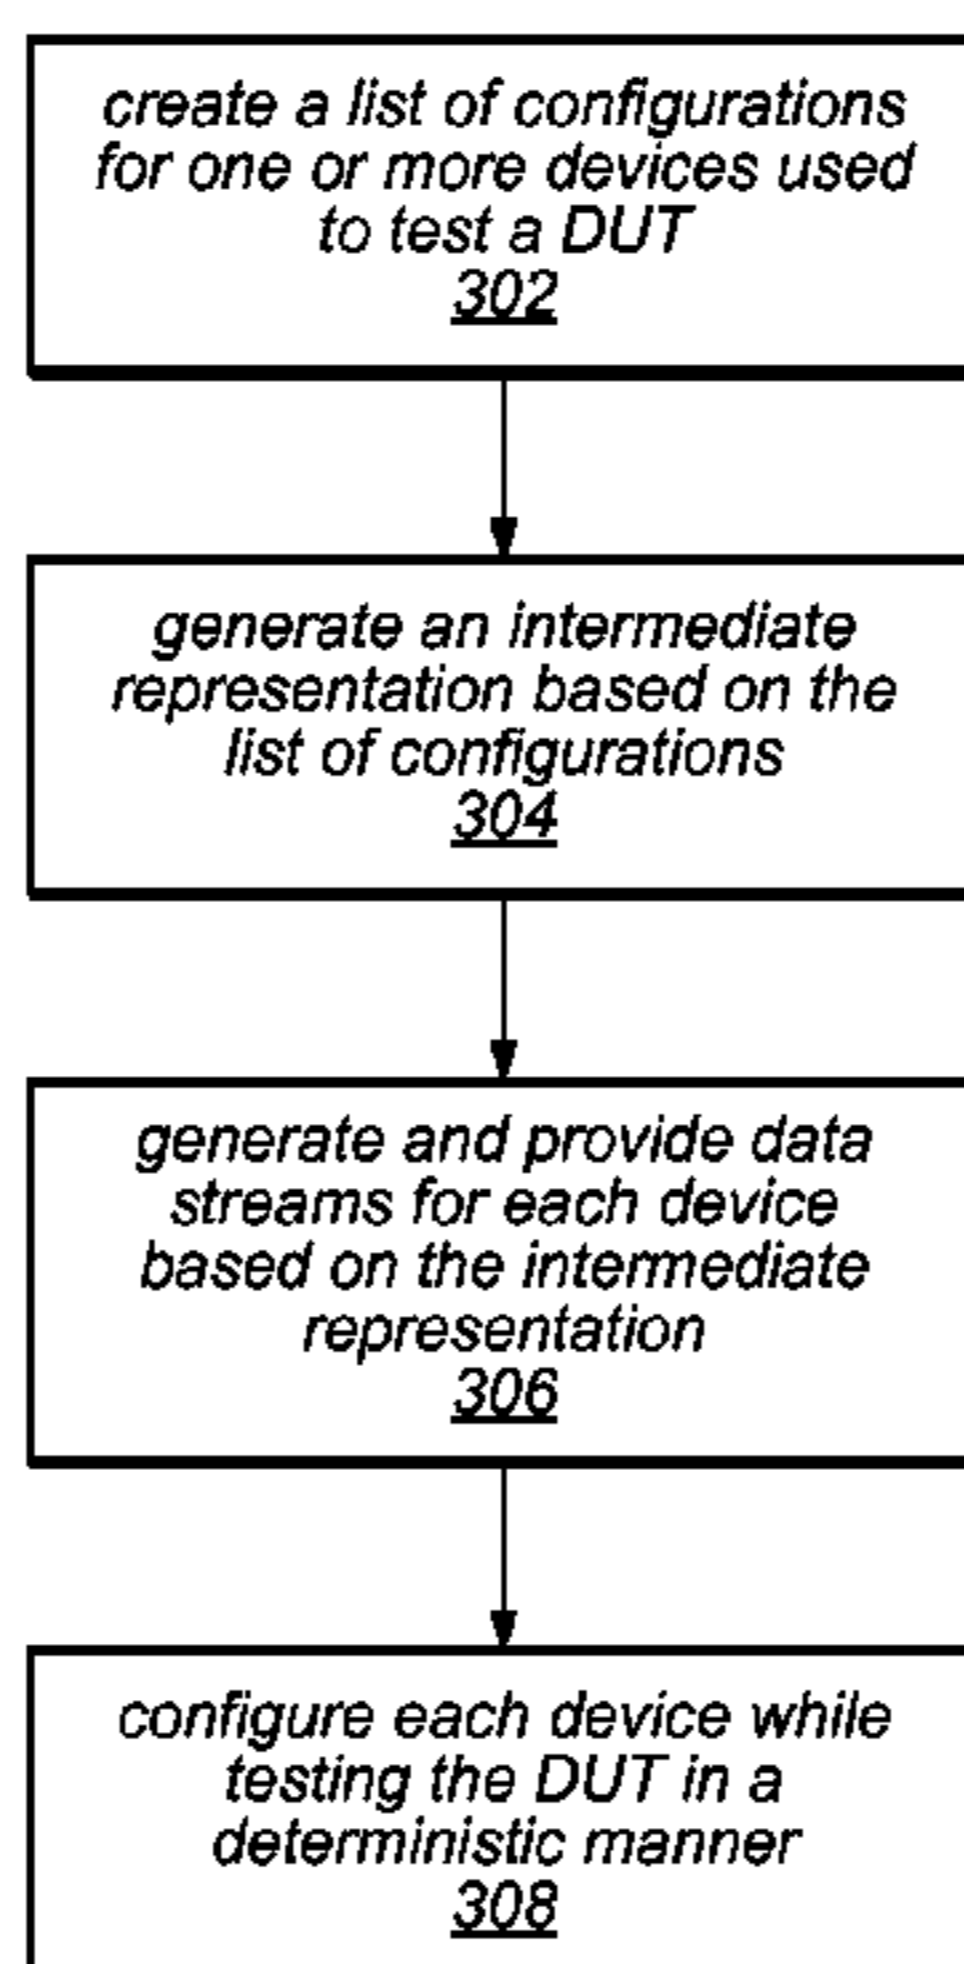 create a list of configurations
for one or more devices used
to test a DUT
302
generate an intermediate
representation based on the
list of configurations
304
generate and provide data
streams for each device
based on the intermediate
representation
306
configure each device while
testing the DUT in a
deterministic manner
308